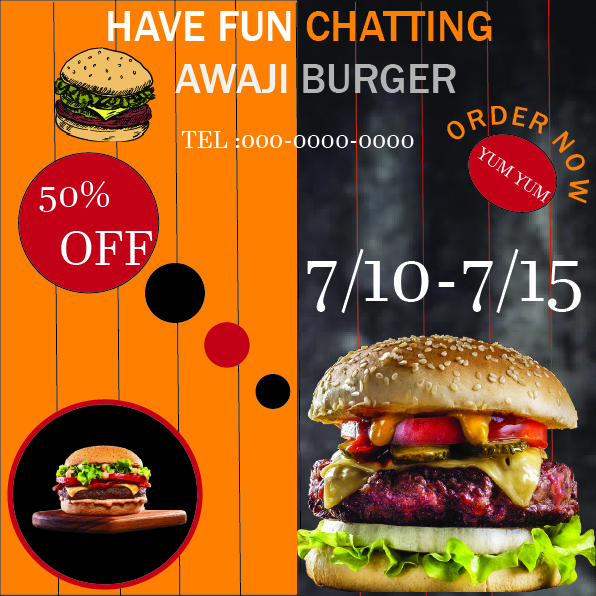 HAVE FUN CHATTING
AWAJI BURGER
TEL :000-0000-0000
ORDER NOW
YUM YUM
50%
OFF
7/10-7/15